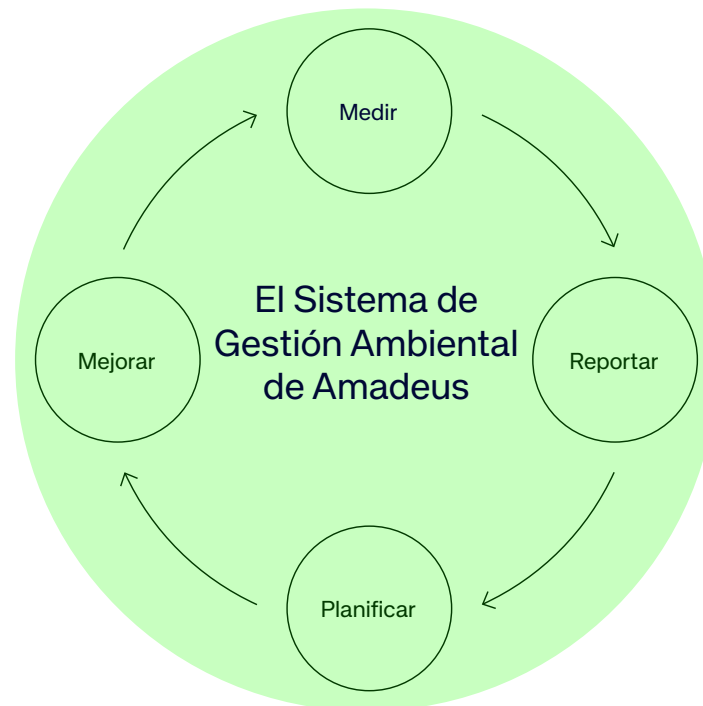 Medir
El Sistema de
Gestión Ambiental
de Amadeus
Mejorar
Reportar
Planificar